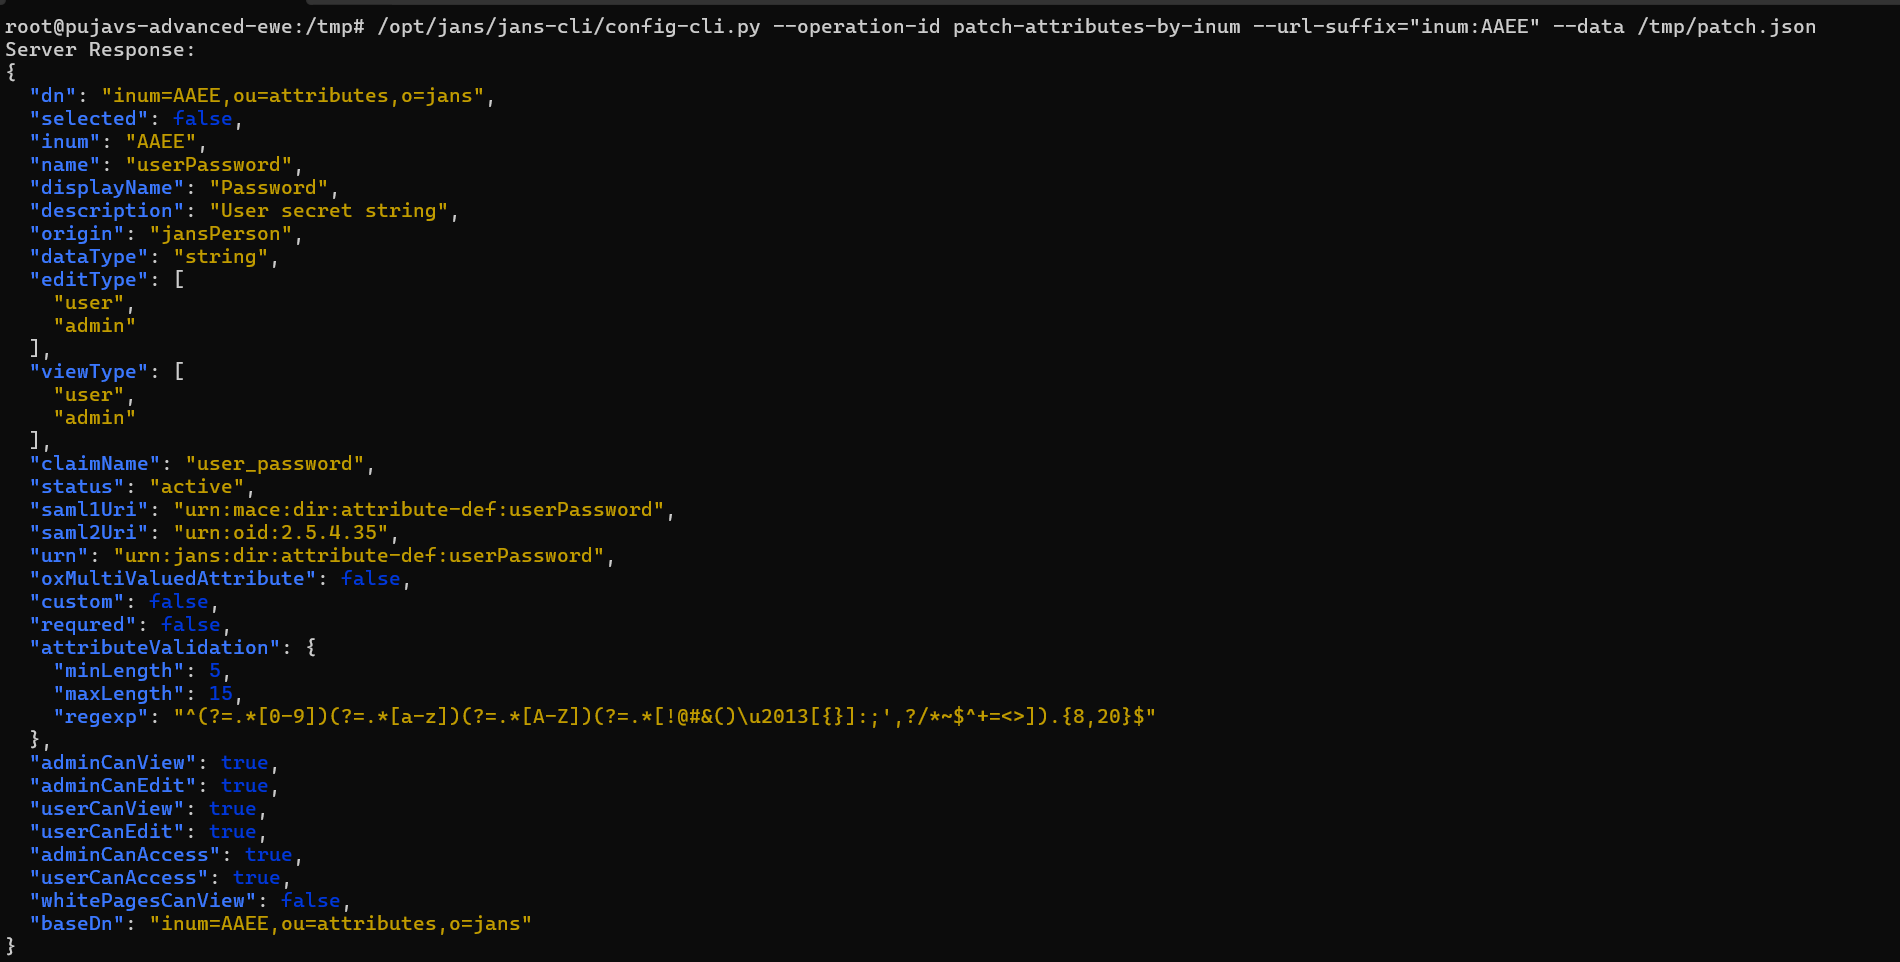 root@pujavs-advanced-ewe:/tmp# /opt/jans/jans-cli/config-cli.py --operation-id patch-attributes-by-inum --url-suffix="inum:AAEE" --data /tmp/patch.json
Server Response:
{
  "dn": "inum=AAEE,ou=attributes,o=jans",
  "selected": false,
  "inum": "AAEE",
  "name": "userPassword",
  "displayName": "Password",
  "description": "User secret string",
  "origin": "jansPerson",
  "dataType": "string",
  "editType": [
    "user",
    "admin"
  ],
  "viewType": [
    "user",
    "admin"
  ],
  "claimName": "user_password",
  "status": "active",
  "saml1Uri": "urn:mace:dir:attribute-def:userPassword",
  "saml2Uri": "urn:oid:2.5.4.35",
  "urn": "urn:jans:dir:attribute-def:userPassword",
  "oxMultiValuedAttribute": false,
  "custom": false,
  "requred": false,
  "attributeValidation": {
    "minLength": 5,
    "maxLength": 15,
    "regexp": "^(?=.*[0-9])(?=.*[a-z])(?=.*[A-Z])(?=.*[!@#&()\u2013[{}]:;',?/*~$^+=<>]).{8,20}$"
  },
  "adminCanView": true,
  "adminCanEdit": true,
  "userCanView": true,
  "userCanEdit": true,
  "adminCanAccess": true,
  "userCanAccess": true,
  "whitePagesCanView": false,
  "baseDn": "inum=AAEE,ou=attributes,o=jans"
}